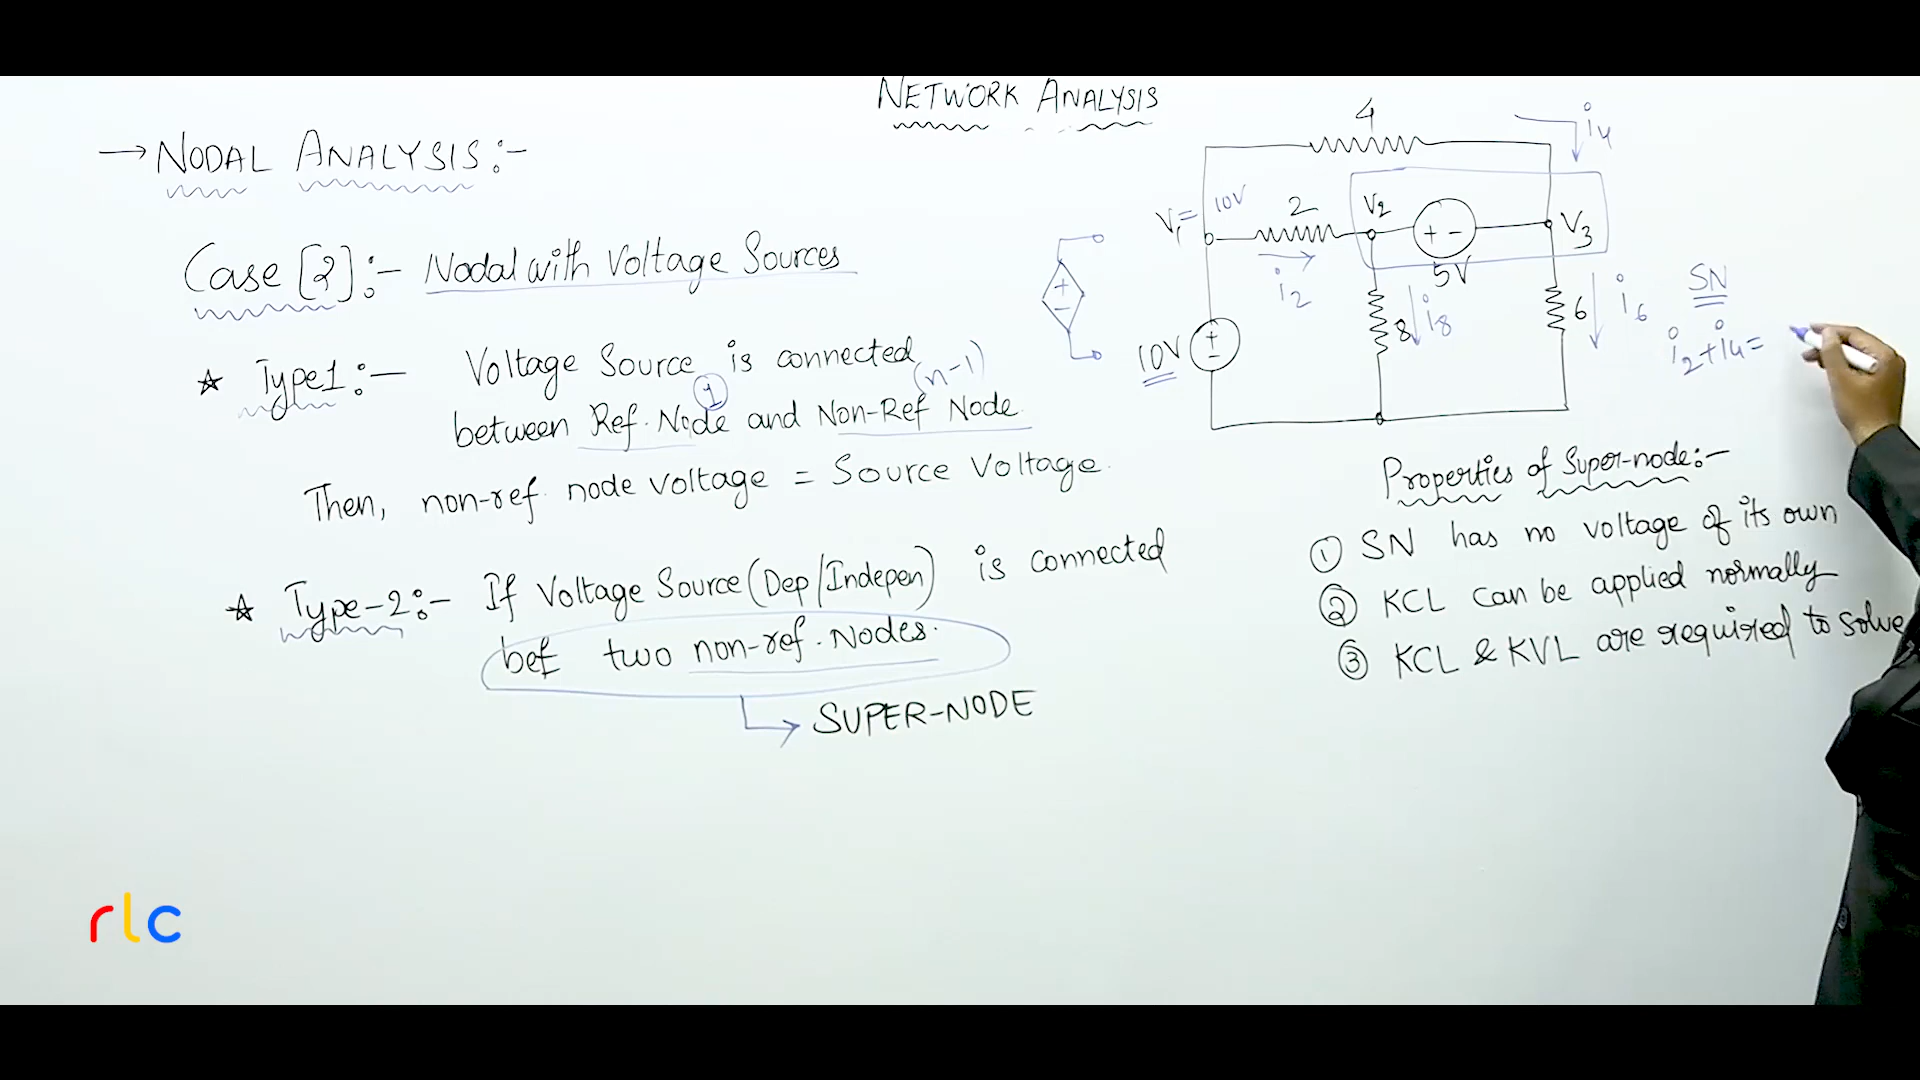 NETWORK ANALYSIS
→ NODAL ANALYSIS:-
Case [2]:- Nodal with Voltage Sources
★ Type1:- Voltage Source is connected
1 (n-1)
between Ref. Node and Non-Ref Node
Then, non-ref. node voltage = Source Voltage.
★ Type-2:- If Voltage Source (Dep/Indepen) is connected
bet two non-ref. Nodes.
→ SUPER-NODE
4
i4
V1= 10V 2 V2 + - V3
i2 5V
+ -
8 i8 6 i6
10V + -
SN
i2+i4=
Properties of Super-node:-
① SN has no voltage of its own
② KCL can be applied normally
③ KCL & KVL are required to solve
rlc